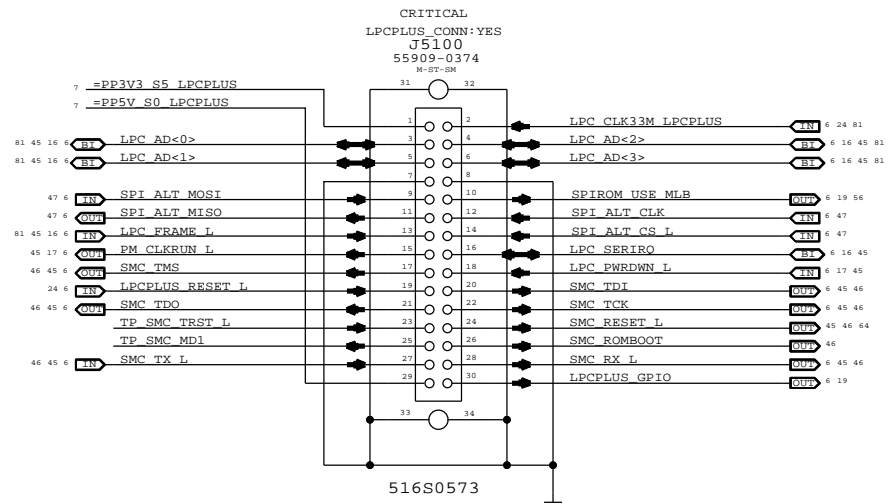 CRITICAL
LPCPLUS_CONN:YES
J5100
55909-0374
M-ST-SM
31 32
7 =PP3V3_S5_LPCPLUS
7 =PP5V_S0_LPCPLUS
1 2 LPC_CLK33M_LPCPLUS IN 6 24 81
81 45 16 6 BI LPC_AD<0> 3 4 LPC_AD<2> BI 6 16 45 81
81 45 16 6 BI LPC_AD<1> 5 6 LPC_AD<3> BI 6 16 45 81
7 8
47 6 IN SPI_ALT_MOSI 9 10 SPIROM_USE_MLB OUT 6 19 56
47 6 OUT SPI_ALT_MISO 11 12 SPI_ALT_CLK IN 6 47
81 45 16 6 IN LPC_FRAME_L 13 14 SPI_ALT_CS_L IN 6 47
45 17 6 OUT PM_CLKRUN_L 15 16 LPC_SERIRQ BI 6 16 45
46 45 6 OUT SMC_TMS 17 18 LPC_PWRDWN_L IN 6 17 45
24 6 IN LPCPLUS_RESET_L 19 20 SMC_TDI OUT 6 45 46
46 45 6 OUT SMC_TDO 21 22 SMC_TCK OUT 6 45 46
TP_SMC_TRST_L 23 24 SMC_RESET_L OUT 45 46 64
TP_SMC_MD1 25 26 SMC_ROMBOOT OUT 46
46 45 6 IN SMC_TX_L 27 28 SMC_RX_L OUT 6 45 46
29 30 LPCPLUS_GPIO OUT 6 19
33 34
516S0573